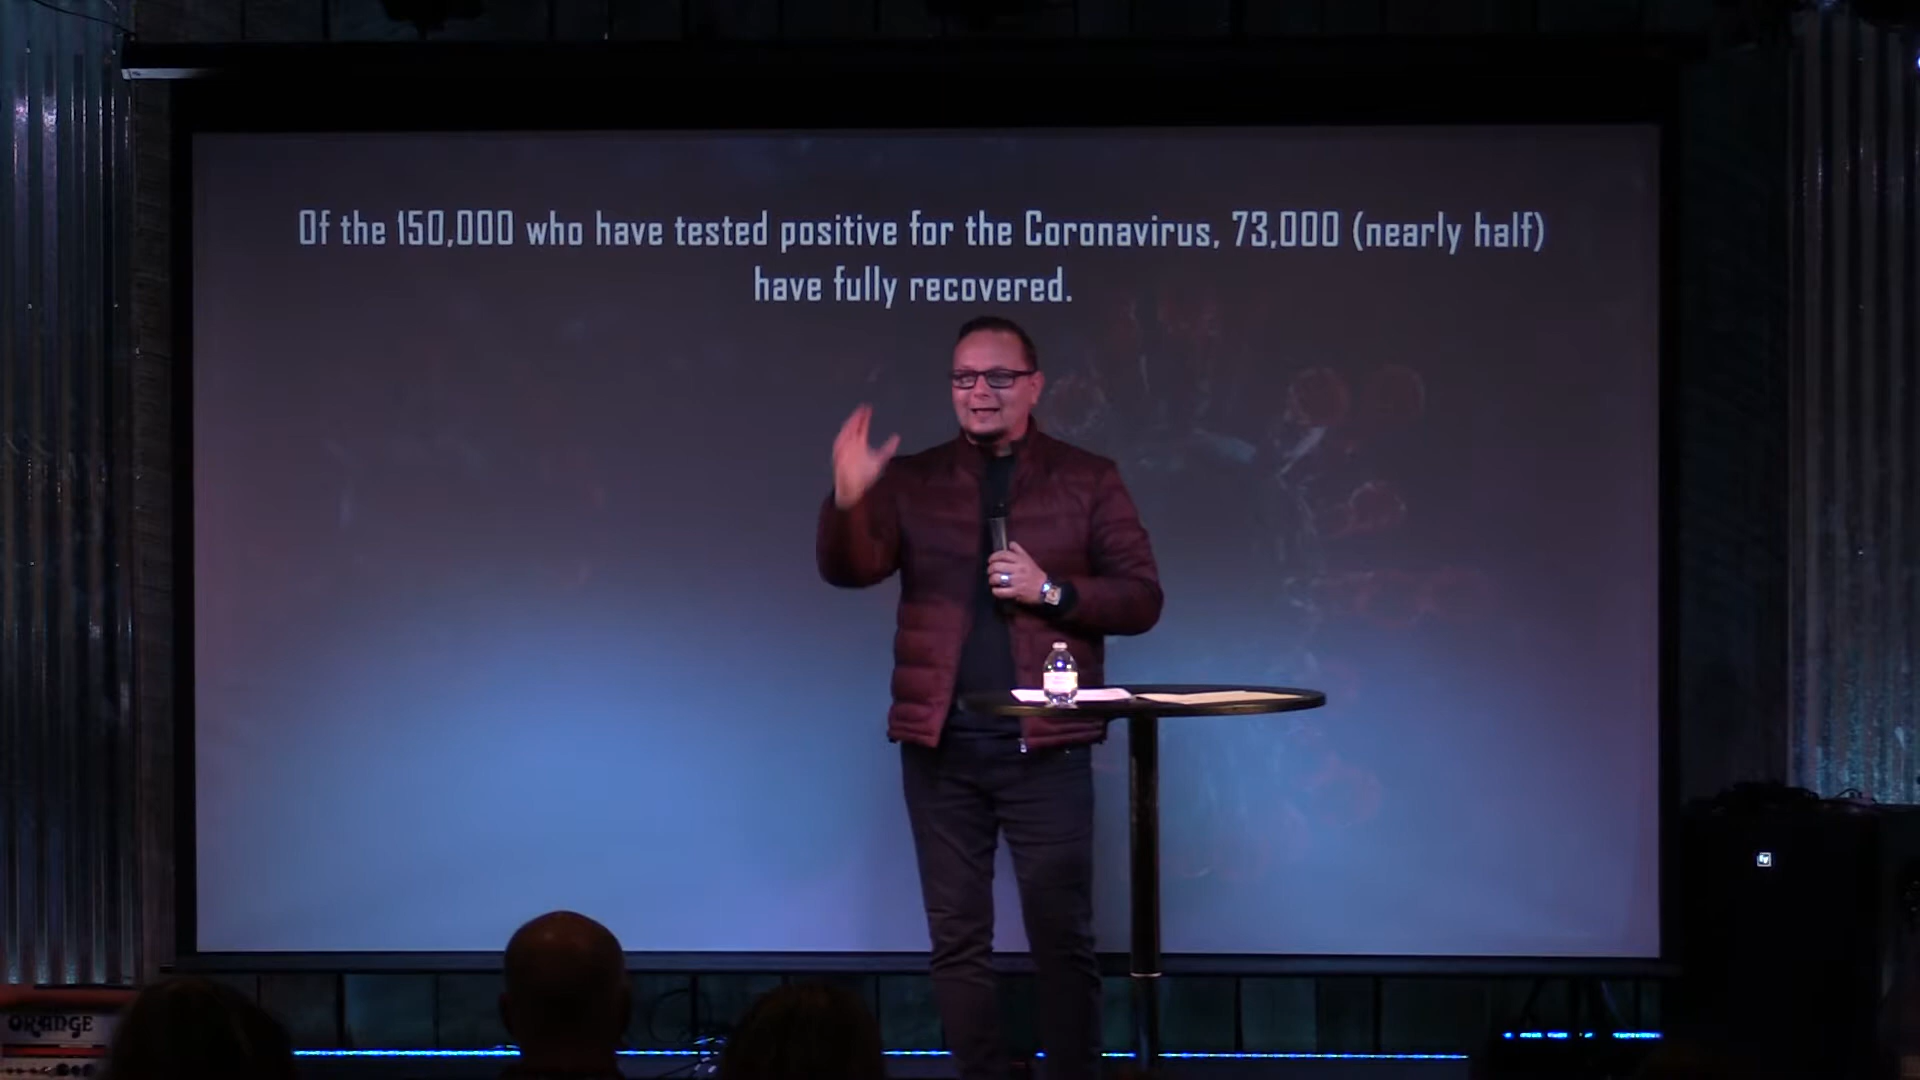 Of the 150,000 who have tested positive for the Coronavirus, 73,000 (nearly half)
have fully recovered.
ORANGE
EV